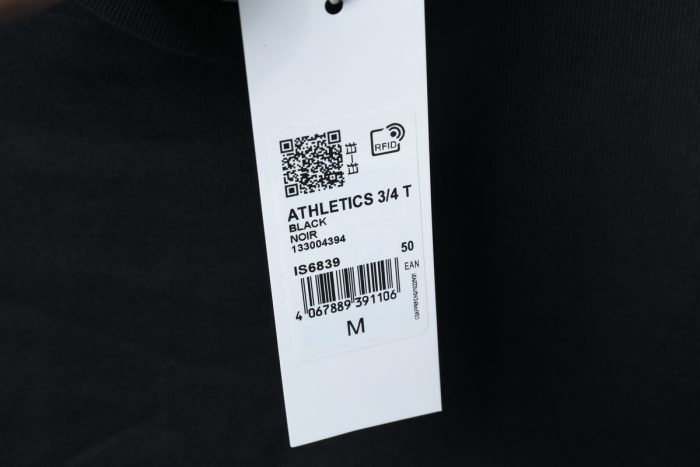 RFID
ATHLETICS 3/4 T
BLACK
NOIR
133004394
IS6839 50
EAN
4 067889 391106
M